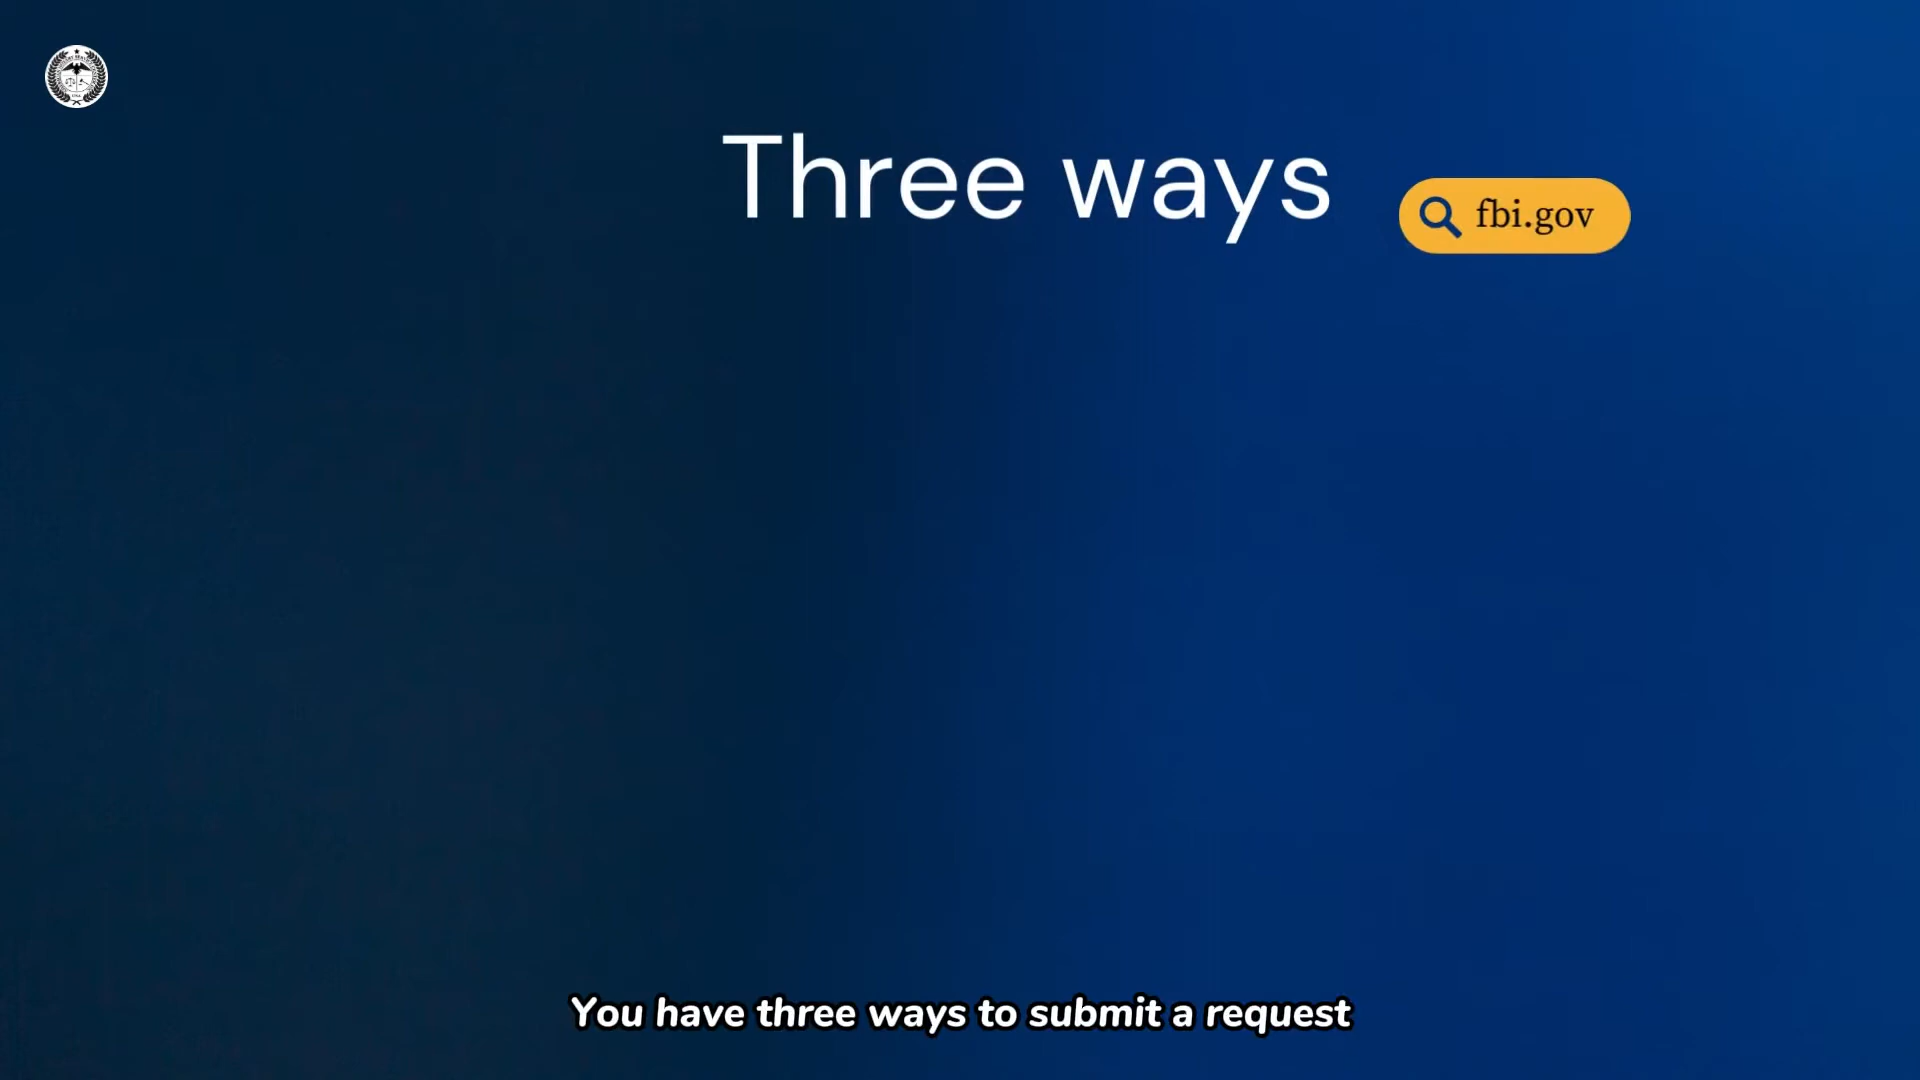 Three ways
fbi.gov
You have three ways to submit a request